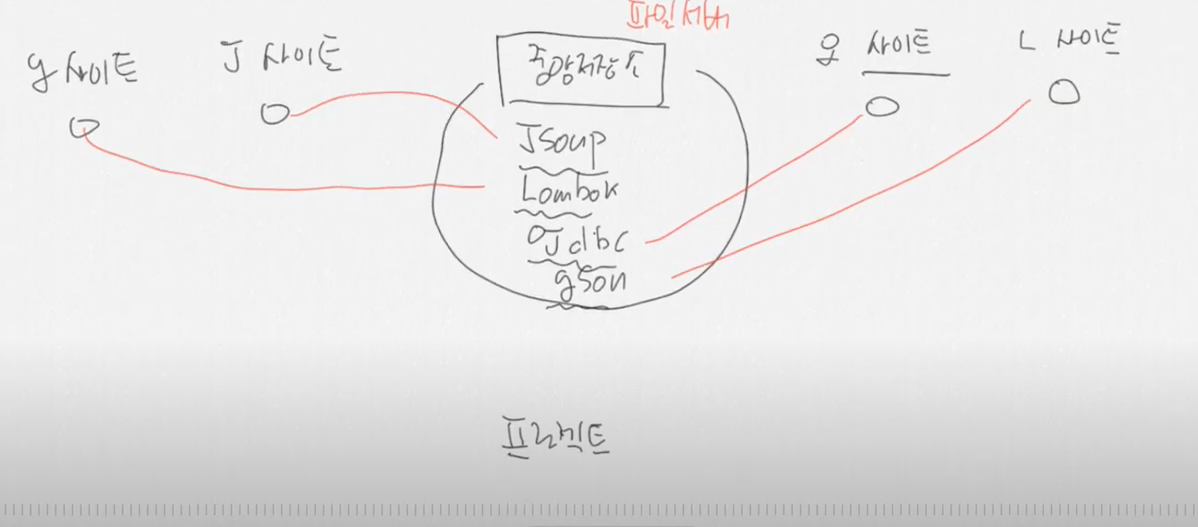 파일서버
g 사이트
J 사이트
중앙저장소
오 사이트
L 사이트
Jsoup
Lombok
OJdbc
gson
프로젝트